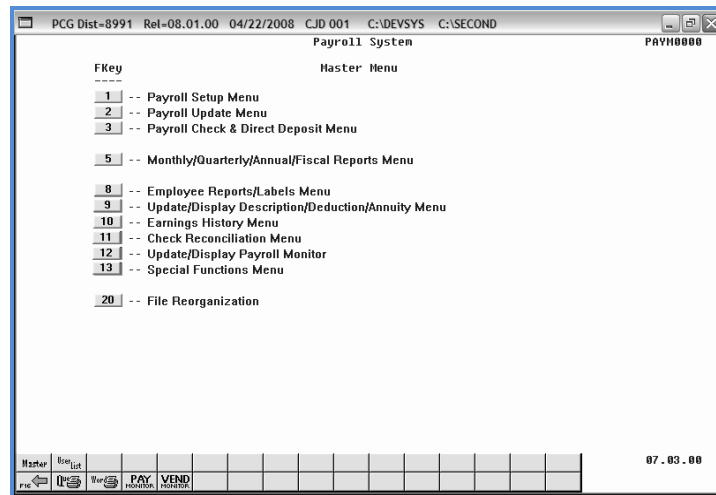 PCG Dist=8991 Rel=08.01.00 04/22/2008 CJD 001 C:\DEVSYS C:\SECOND
Payroll System PAYM0000
FKey Master Menu
----
1 -- Payroll Setup Menu
2 -- Payroll Update Menu
3 -- Payroll Check & Direct Deposit Menu
5 -- Monthly/Quarterly/Annual/Fiscal Reports Menu
8 -- Employee Reports/Labels Menu
9 -- Update/Display Description/Deduction/Annuity Menu
10 -- Earnings History Menu
11 -- Check Reconciliation Menu
12 -- Update/Display Payroll Monitor
13 -- Special Functions Menu
20 -- File Reorganization
Master User List 07.03.00
F16 PAY MONITOR VEND MONITOR